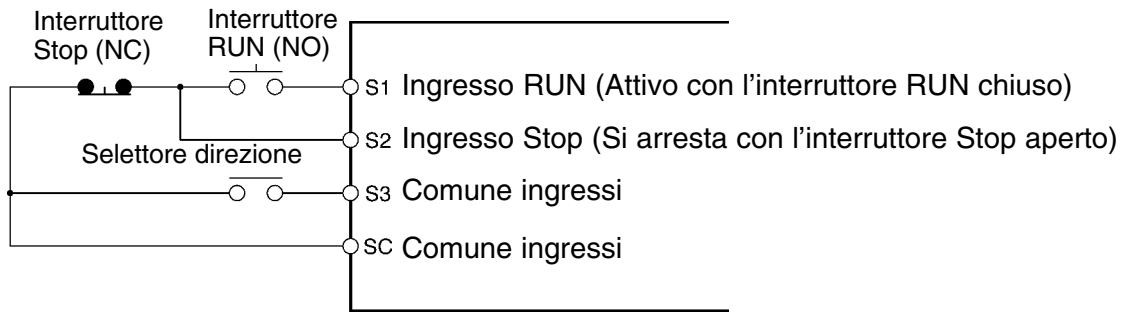 Interruttore
Stop (NC)
Interruttore
RUN (NO)
S1 Ingresso RUN (Attivo con l'interruttore RUN chiuso)
S2 Ingresso Stop (Si arresta con l'interruttore Stop aperto)
Selettore direzione
S3 Comune ingressi
SC Comune ingressi